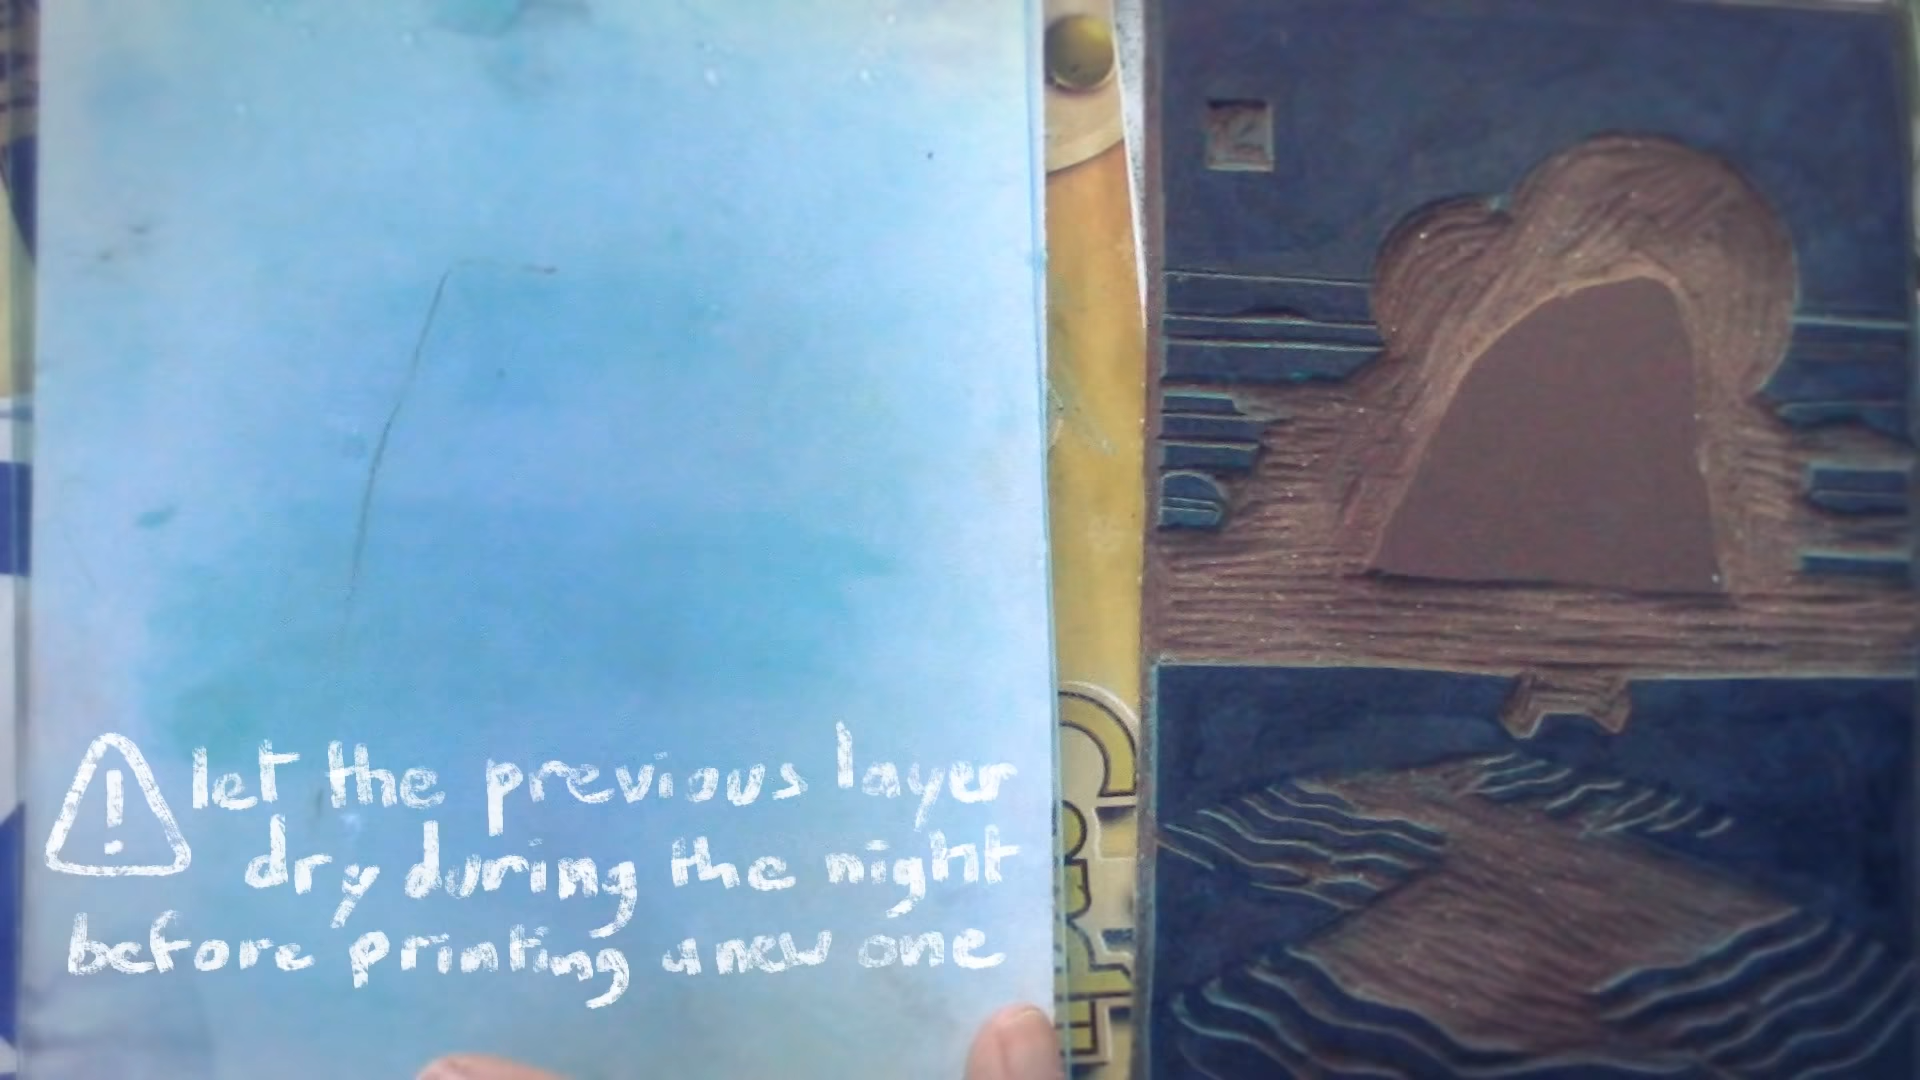 let the previous layer
dry during the night
before printing a new one